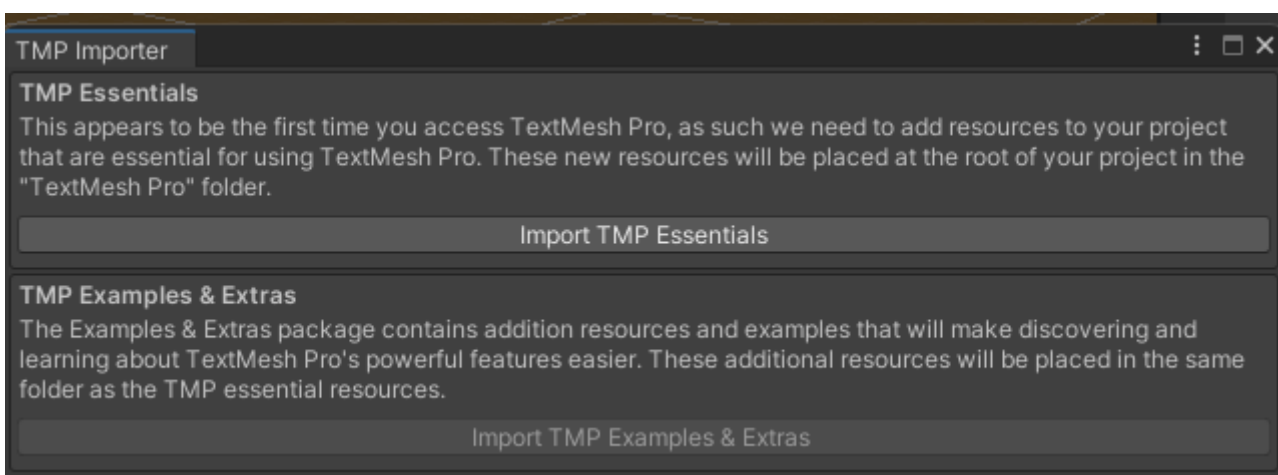 TMP Importer
TMP Essentials
This appears to be the first time you access TextMesh Pro, as such we need to add resources to your project
that are essential for using TextMesh Pro. These new resources will be placed at the root of your project in the
"TextMesh Pro" folder.
Import TMP Essentials
TMP Examples & Extras
The Examples & Extras package contains addition resources and examples that will make discovering and
learning about TextMesh Pro's powerful features easier. These additional resources will be placed in the same
folder as the TMP essential resources.
Import TMP Examples & Extras